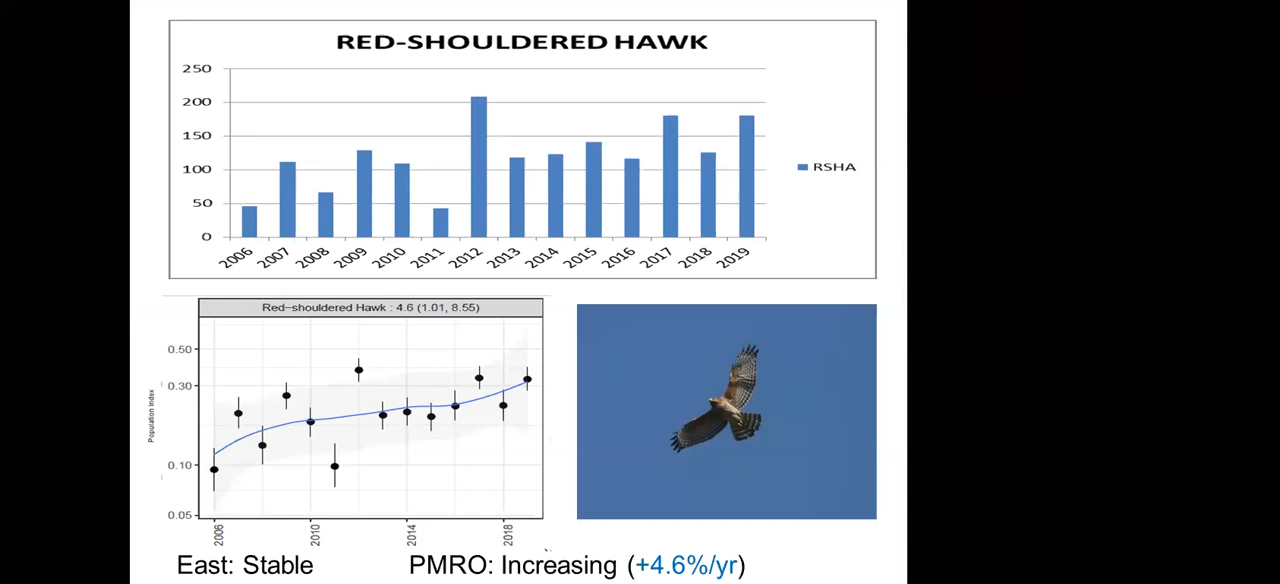 RED-SHOULDERED HAWK
250
200
150
100
50
0
2006 2007 2008 2009 2010 2011 2012 2013 2014 2015 2016 2017 2018 2019
RSHA
Red-shouldered Hawk : 4.6 (1.01, 8.55)
Population Index
0.50
0.30
0.10
0.05
2006 2010 2014 2018
East: Stable PMRO: Increasing (+4.6%/yr)